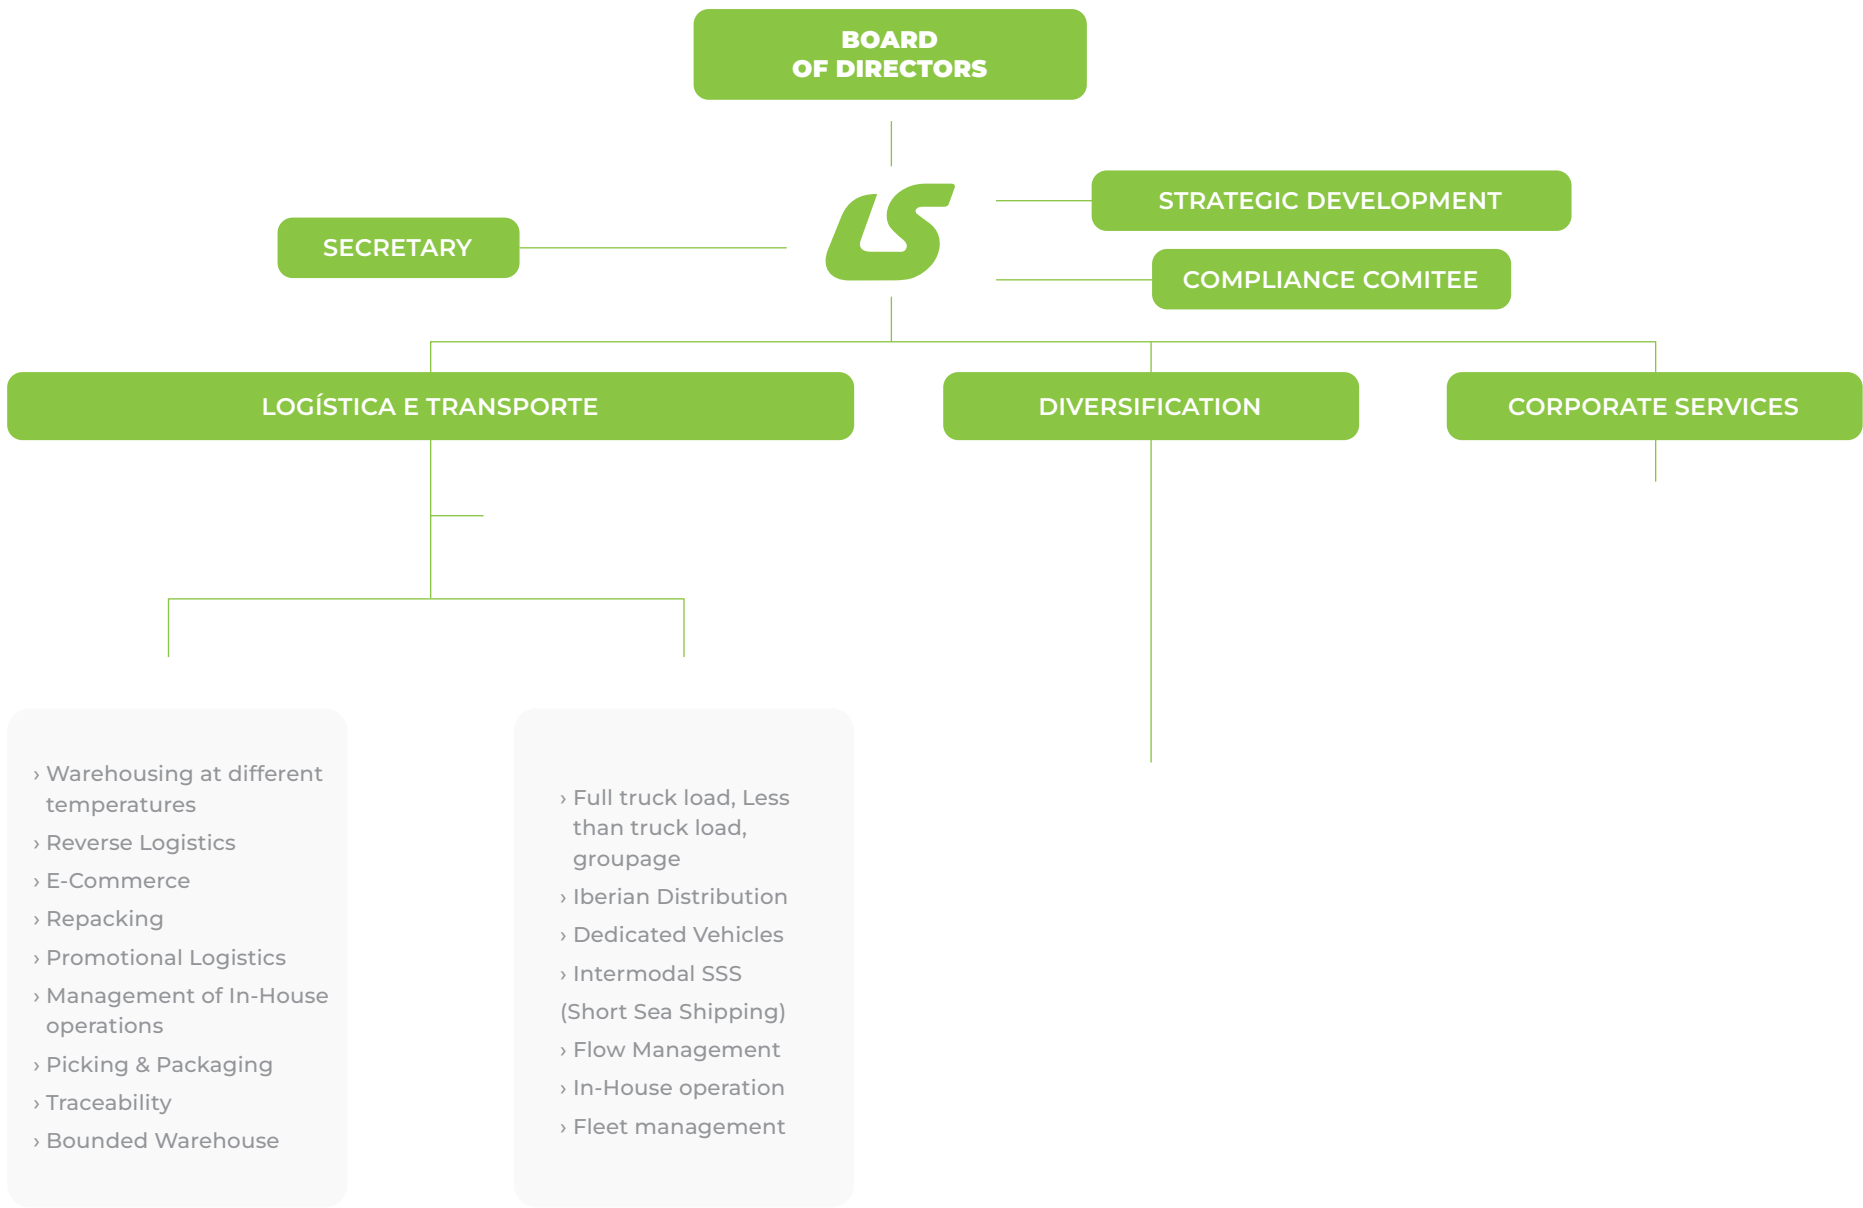 BOARD
OF DIRECTORS
LS
STRATEGIC DEVELOPMENT
SECRETARY
COMPLIANCE COMITEE
LOGÍSTICA E TRANSPORTE
DIVERSIFICATION
CORPORATE SERVICES
› Warehousing at different
temperatures
› Reverse Logistics
› E-Commerce
› Repacking
› Promotional Logistics
› Management of In-House
operations
› Picking & Packaging
› Traceability
› Bounded Warehouse
› Full truck load, Less
than truck load,
groupage
› Iberian Distribution
› Dedicated Vehicles
› Intermodal SSS
(Short Sea Shipping)
› Flow Management
› In-House operation
› Fleet management